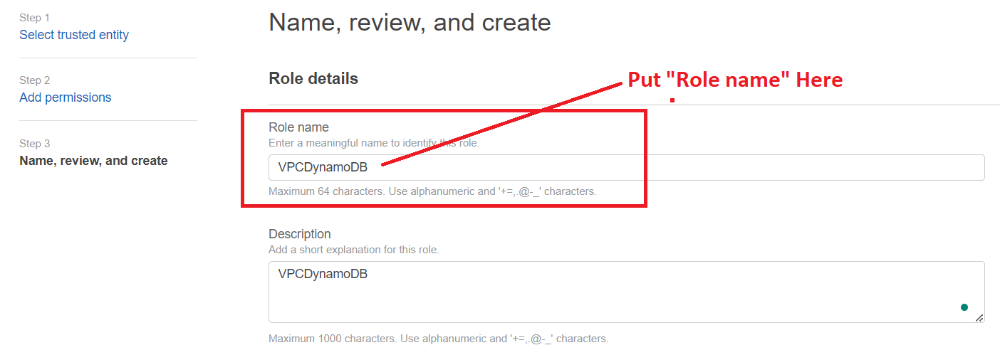 Step 1
Select trusted entity
Step 2
Add permissions
Step 3
Name, review, and create
Name, review, and create
Role details
Put "Role name" Here
Role name
Enter a meaningful name to identify this role.
VPCDynamoDB
Maximum 64 characters. Use alphanumeric and '+=,.@-_' characters.
Description
Add a short explanation for this role.
VPCDynamoDB
Maximum 1000 characters. Use alphanumeric and '+=,.@-_' characters.